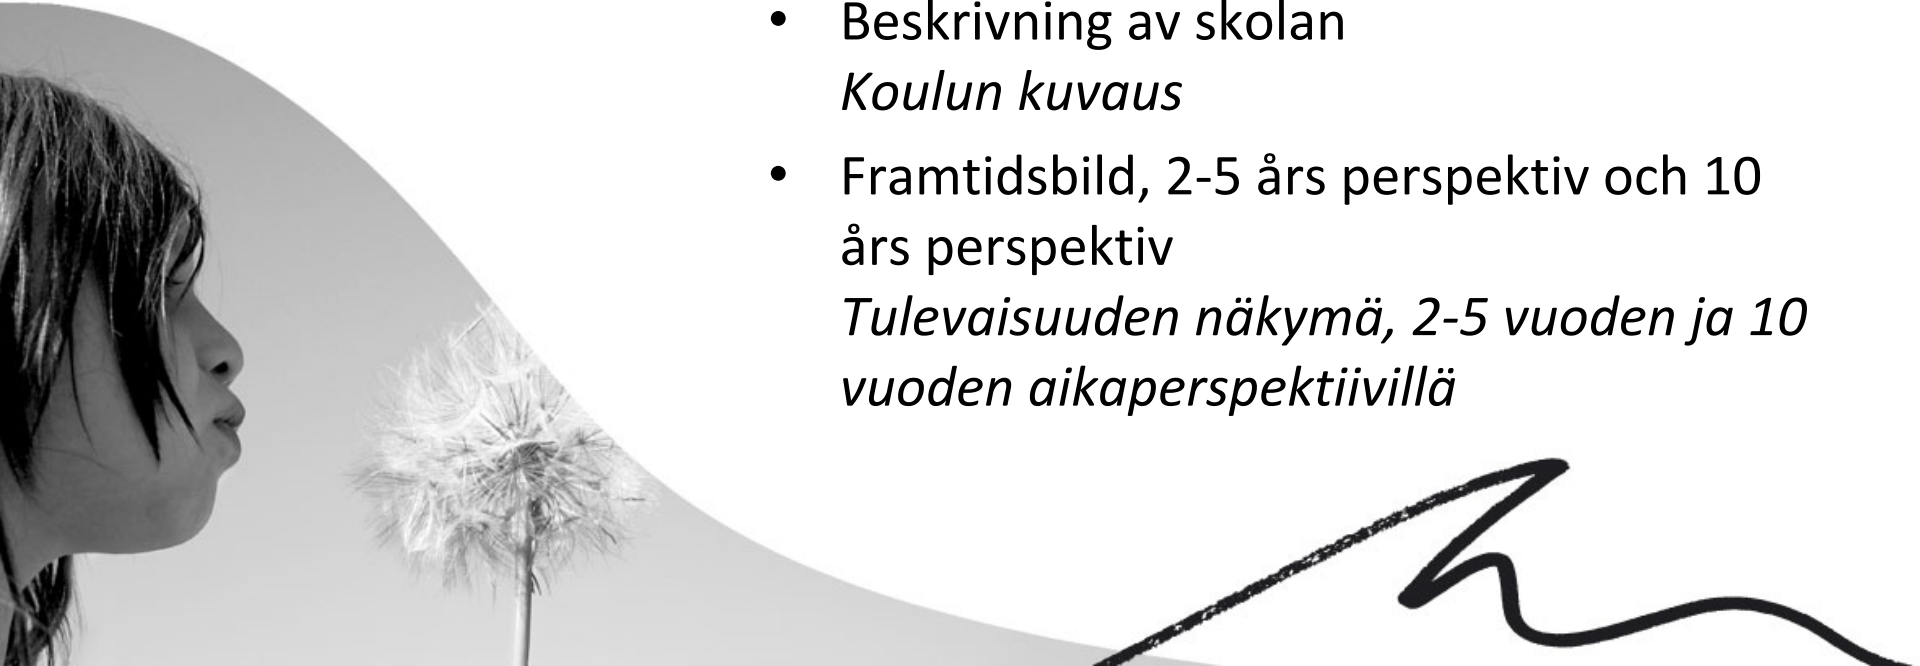 • Beskrivning av skolan
Koulun kuvaus
• Framtidsbild, 2-5 års perspektiv och 10
års perspektiv
Tulevaisuuden näkymä, 2-5 vuoden ja 10
vuoden aikaperspektiivillä